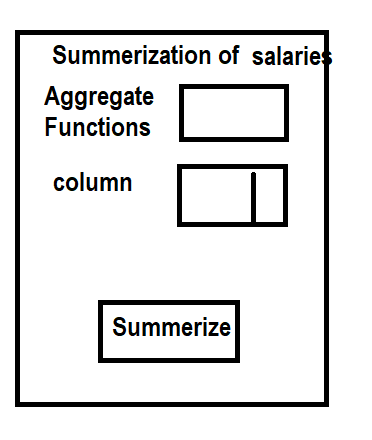 Summerization of salaries
Aggregate
Functions
column
Summerize